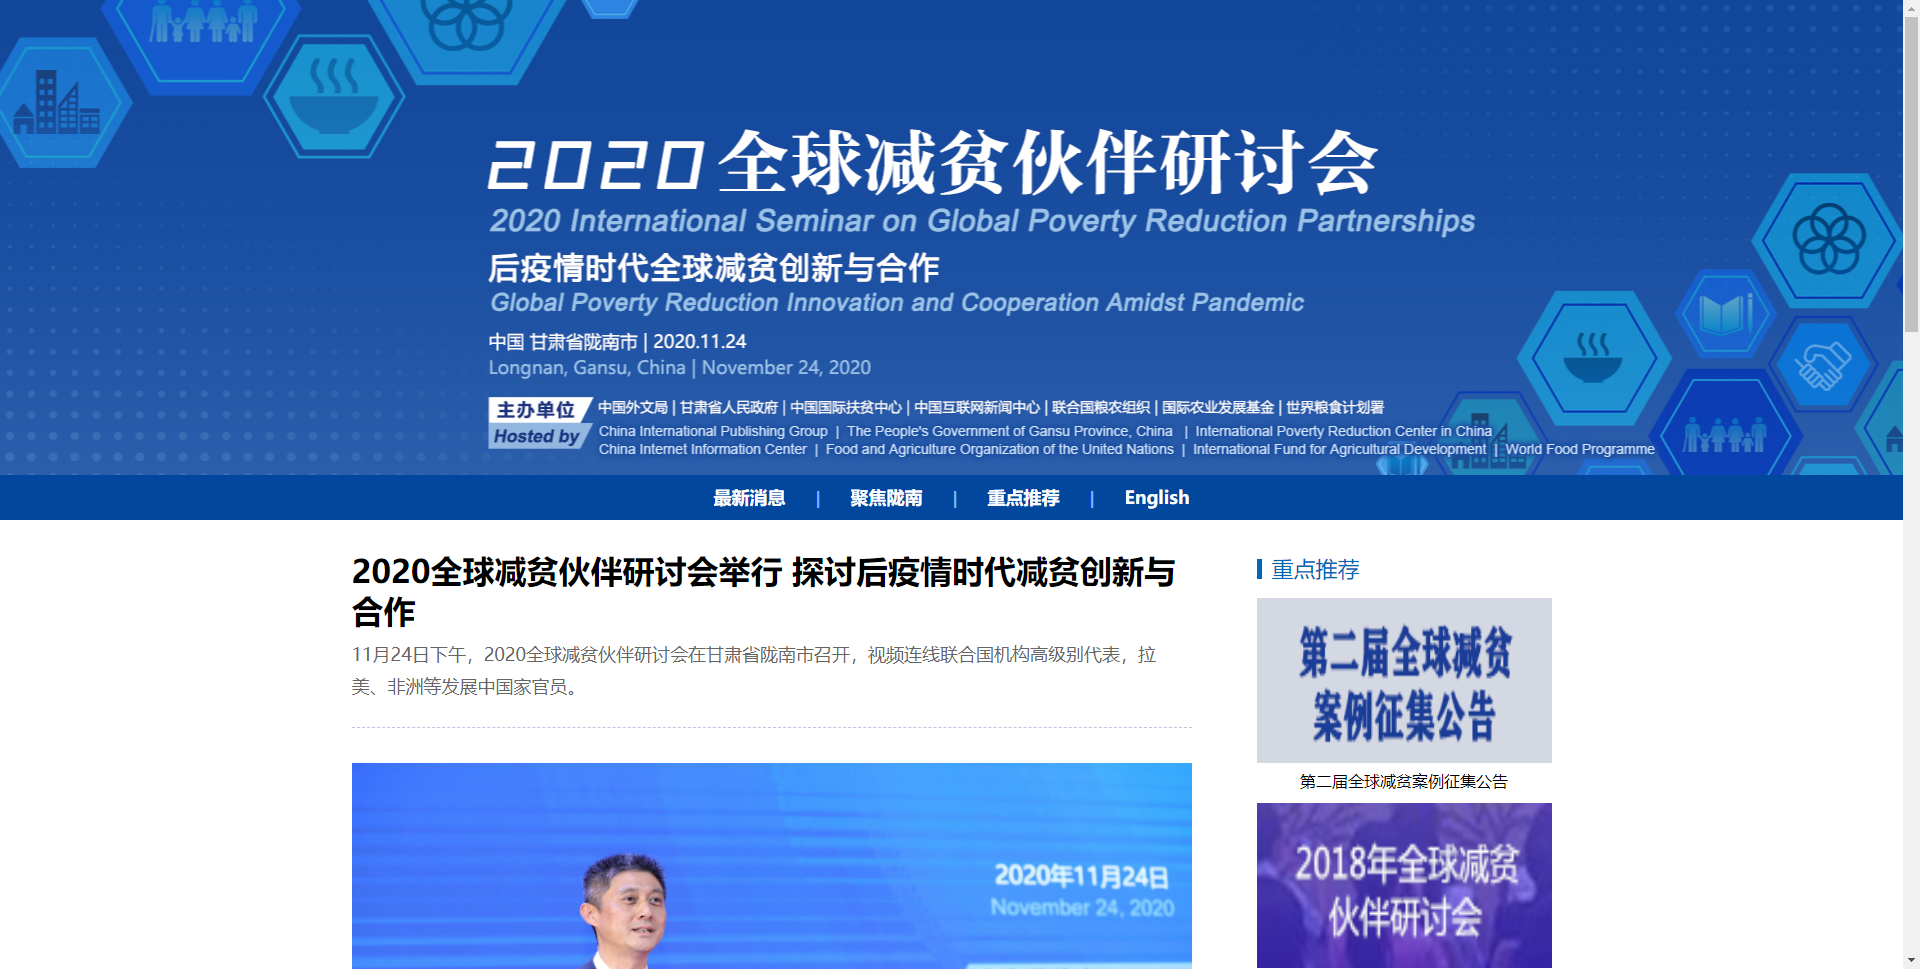 2020全球减贫伙伴研讨会
2020 International Seminar on Global Poverty Reduction Partnerships
后疫情时代全球减贫创新与合作
Global Poverty Reduction Innovation and Cooperation Amidst Pandemic
中国 甘肃省陇南市 | 2020.11.24
Longnan, Gansu, China | November 24, 2020
主办单位 中国外文局 | 甘肃省人民政府 | 中国国际扶贫中心 | 中国互联网新闻中心 | 联合国粮农组织 | 国际农业发展基金 | 世界粮食计划署
Hosted by China International Publishing Group | The People's Government of Gansu Province, China | International Poverty Reduction Center in China
China Internet Information Center | Food and Agriculture Organization of the United Nations | International Fund for Agricultural Development | World Food Programme
最新消息 | 聚焦陇南 | 重点推荐 | English
2020全球减贫伙伴研讨会举行 探讨后疫情时代减贫创新与
合作
11月24日下午，2020全球减贫伙伴研讨会在甘肃省陇南市召开，视频连线联合国机构高级别代表，拉
美、非洲等发展中国家官员。
2020年11月24日
November 24, 2020
重点推荐
第二届全球减贫
案例征集公告
第二届全球减贫案例征集公告
2018年全球减贫
伙伴研讨会